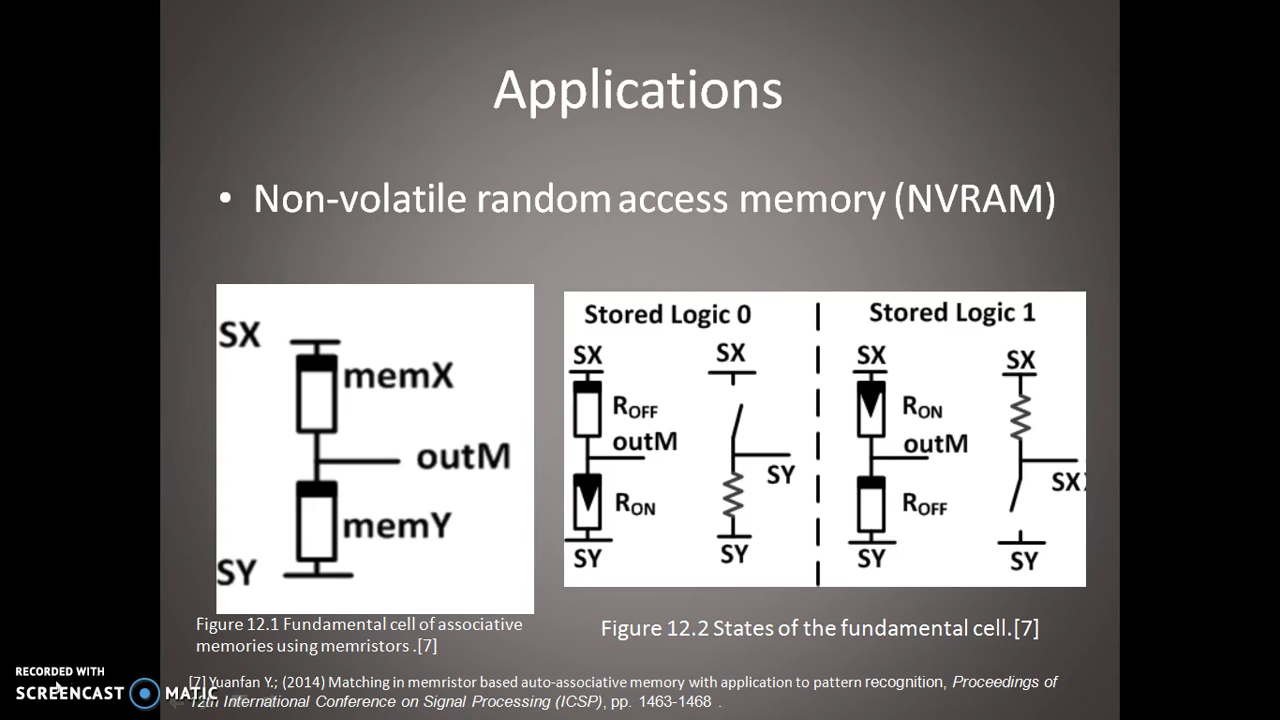 Applications
• Non-volatile random access memory (NVRAM)
SX
memX
outM
memY
SY
Stored Logic 0
SX
SX
ROFF
outM
SY
RON
SY
SY
Stored Logic 1
SX
SX
RON
outM
SX
ROFF
SY
SY
Figure 12.1 Fundamental cell of associative
memories using memristors .[7]
Figure 12.2 States of the fundamental cell.[7]
[7] Yuanfan Y.; (2014) Matching in memristor based auto-associative memory with application to pattern recognition, Proceedings of
12th International Conference on Signal Processing (ICSP), pp. 1463-1468 .
RECORDED WITH
SCREENCAST MATIC